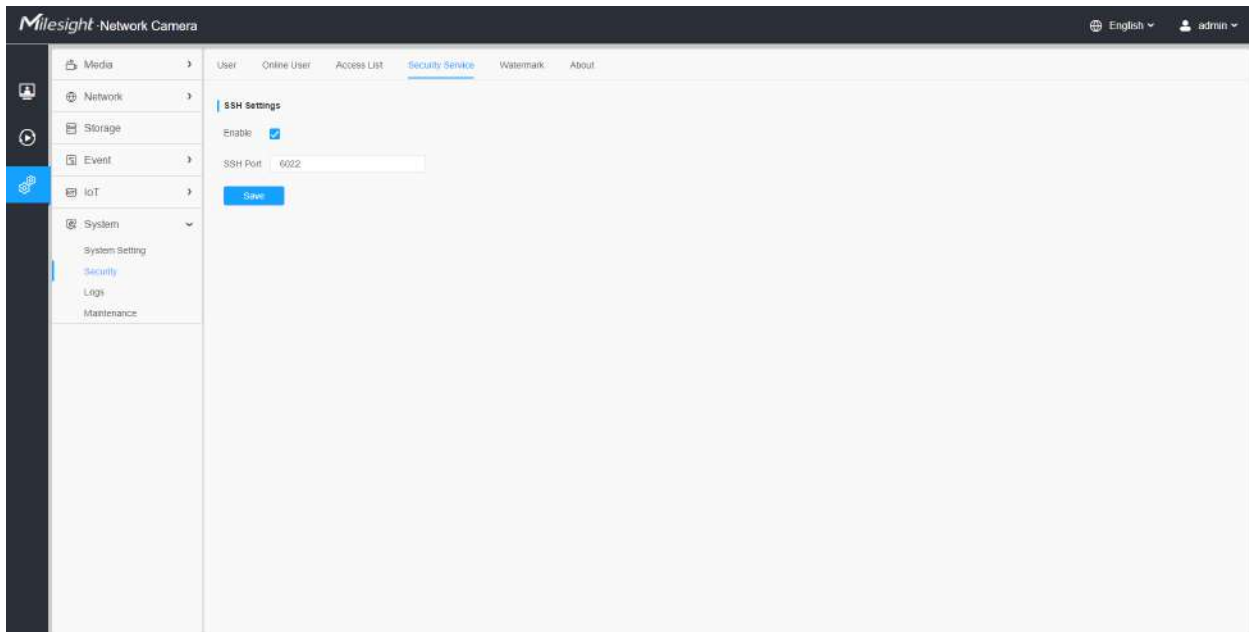 Milesight -Network Camera
English
admin
Media
Network
Storage
Event
IoT
System
System Setting
Security
Logs
Maintenance
User Online User Access List Security Service Watermark About
SSH Settings
Enable
SSH Port 6022
Save